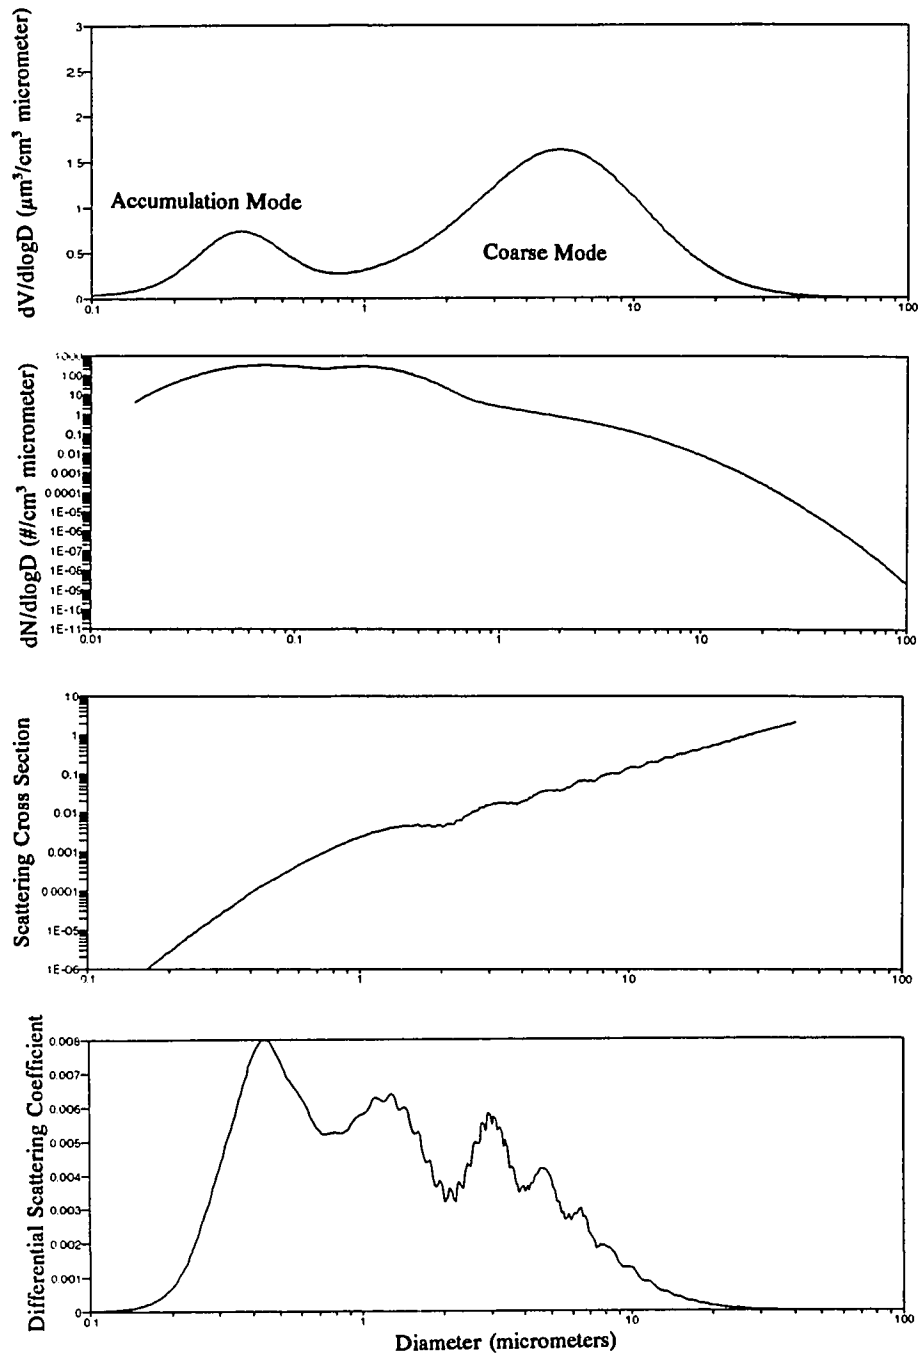 dV/dlogD (μm³/cm³ micrometer)
3
2.5
2
1.5
1
0.5
0
Accumulation Mode
Coarse Mode
0.1
1
10
100
dN/dlogD (#/cm³ micrometer)
1000
100
10
1
0.1
0.01
0 001
0 0001
1E-05
1E-06
1E-07
1E-08
1E-09
1E-10
1E-11
0.01
0.1
1
10
100
Scattering Cross Section
10
1
0.1
0.01
0.001
0 0001
1E-05
1E-06
0.1
1
10
100
Differential Scattering Coefficient
0.008
0.007
0.006
0.005
0.004
0.003
0 002
0 001
0
0 1
1
10
100
Diameter (micrometers)